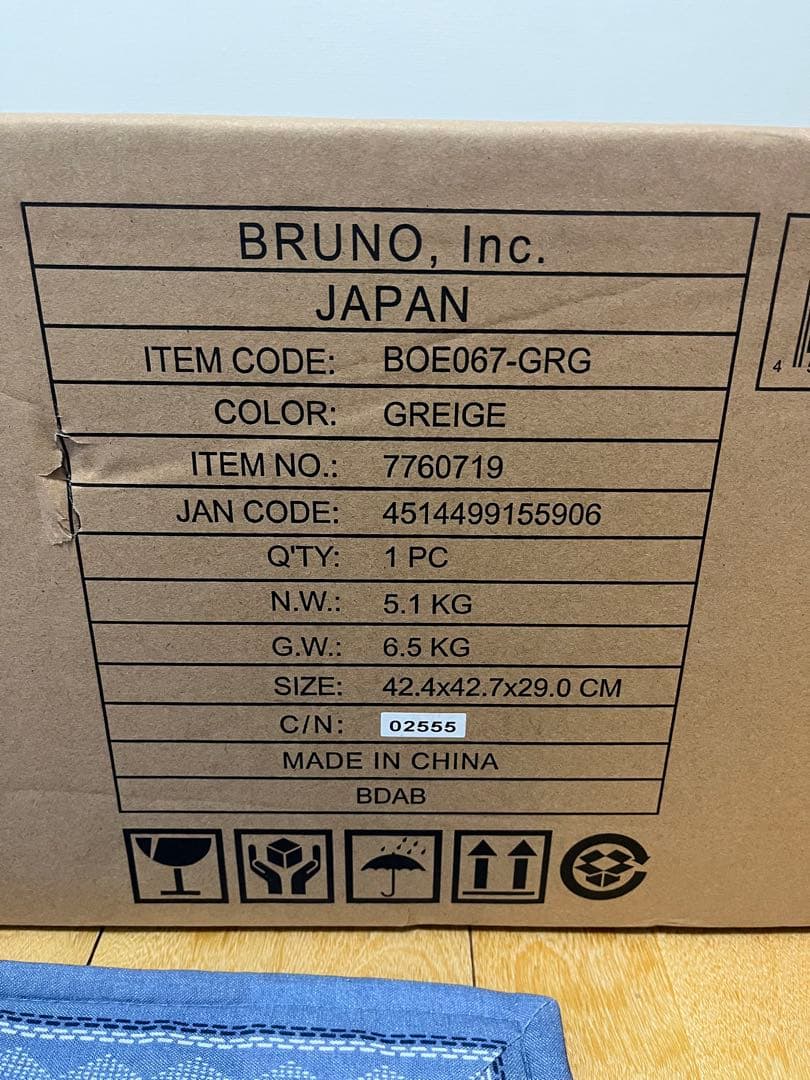 BRUNO, Inc.
JAPAN
ITEM CODE: BOE067-GRG
COLOR: GREIGE
ITEM NO.: 7760719
JAN CODE: 4514499155906
Q'TY: 1 PC
N.W.: 5.1 KG
G.W.: 6.5 KG
SIZE: 42.4x42.7x29.0 CM
C/N: 02555
MADE IN CHINA
BDAB
4